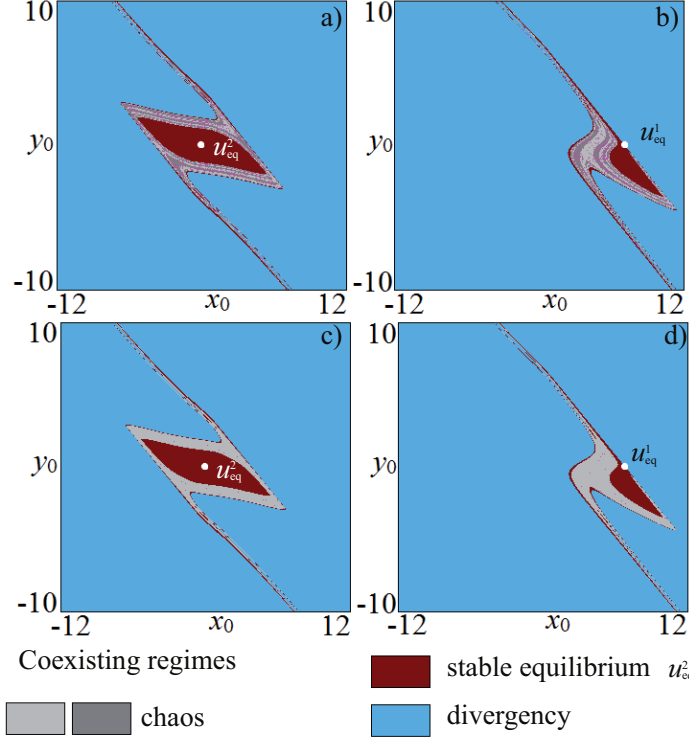 10 a) b)
y₀ u²eq y₀ u¹eq
-10 -10
-12 x₀ 12 -12 x₀ 12
10 c) 10 d)
y₀ u²eq y₀ u¹eq
-10 -10
-12 x₀ 12 -12 x₀ 12
Coexisting regimes
stable equilibrium u²eq
chaos divergency